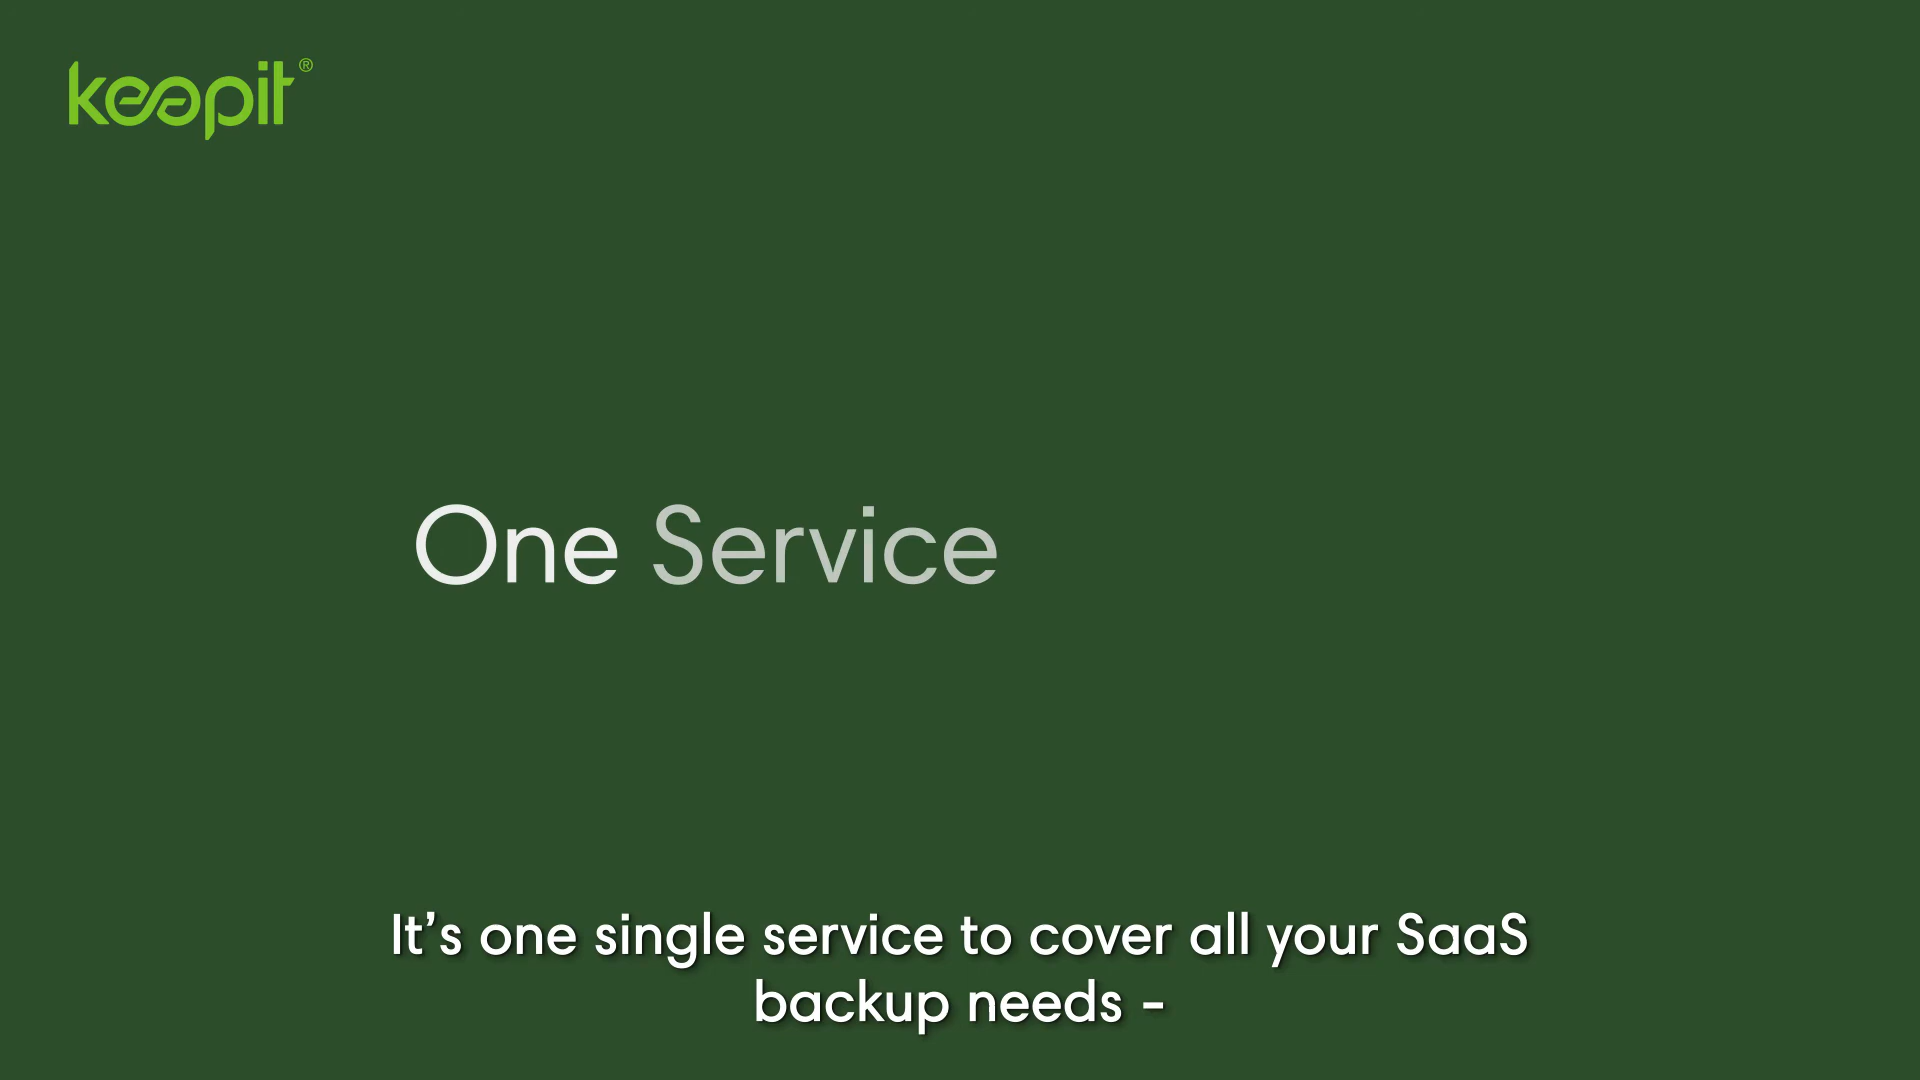 keepit®
One Service
It’s one single service to cover all your SaaS
backup needs -